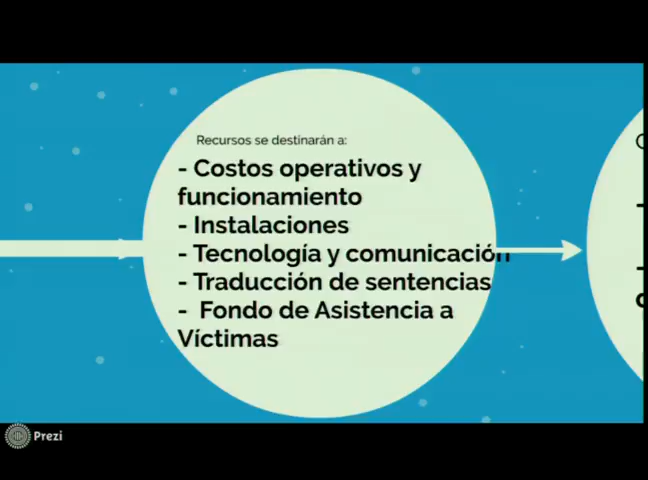 Recursos se destinarán a:
- Costos operativos y
funcionamiento
- Instalaciones
- Tecnología y comunicación
- Traducción de sentencias
- Fondo de Asistencia a
Víctimas
Prezi